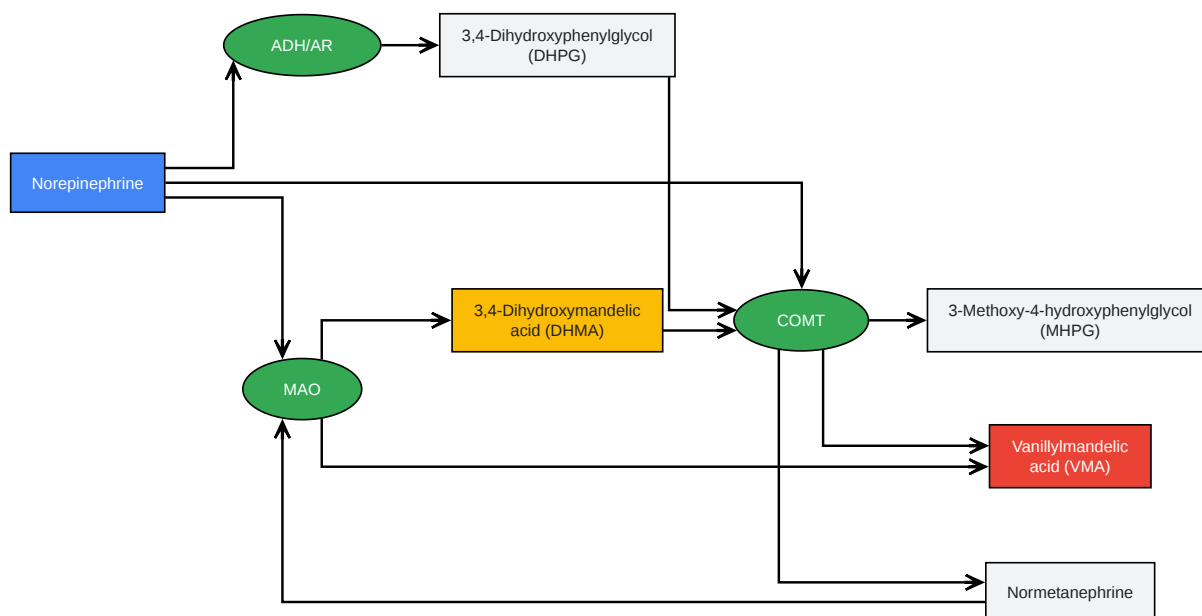 ADH/AR
3,4-Dihydroxyphenylglycol
(DHPG)
Norepinephrine
3,4-Dihydroxymandelic
acid (DHMA)
COMT
3-Methoxy-4-hydroxyphenylglycol
(MHPG)
MAO
Vanillylmandelic
acid (VMA)
Normetanephrine